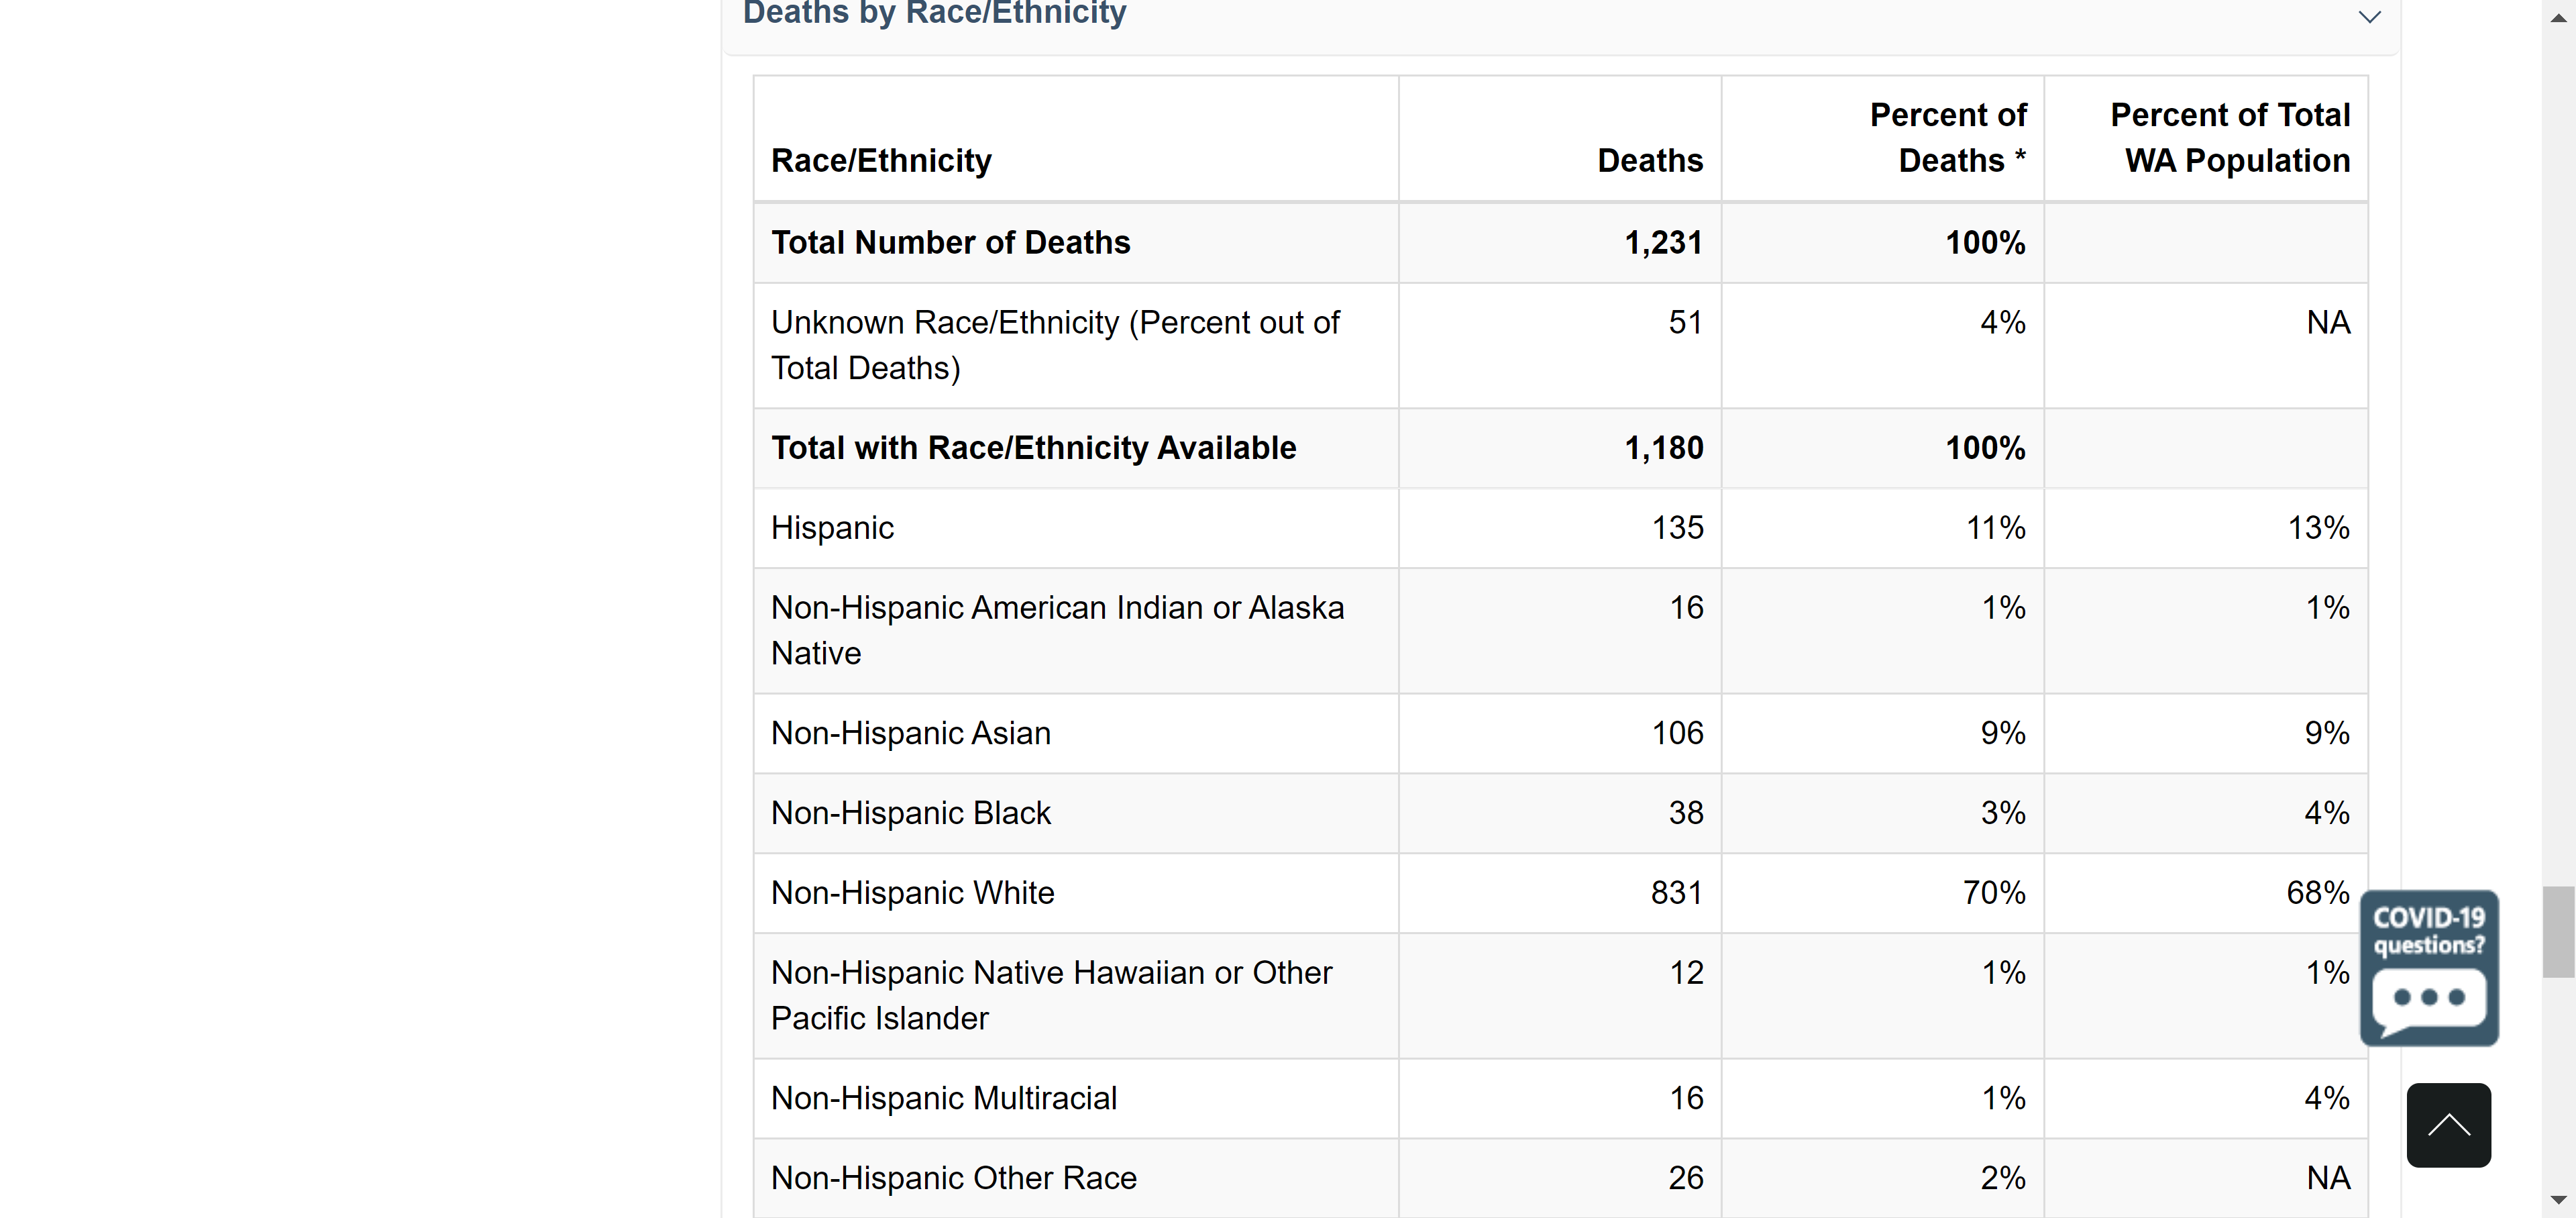 Deaths by Race/Ethnicity
Percent of Percent of Total
Race/Ethnicity Deaths Deaths * WA Population
Total Number of Deaths 1,231 100%
Unknown Race/Ethnicity (Percent out of 51 4% NA
Total Deaths)
Total with Race/Ethnicity Available 1,180 100%
Hispanic 135 11% 13%
Non-Hispanic American Indian or Alaska 16 1% 1%
Native
Non-Hispanic Asian 106 9% 9%
Non-Hispanic Black 38 3% 4%
Non-Hispanic White 831 70% 68%
COVID-19
questions?
Non-Hispanic Native Hawaiian or Other 12 1% 1%
Pacific Islander
Non-Hispanic Multiracial 16 1% 4%
Non-Hispanic Other Race 26 2% NA